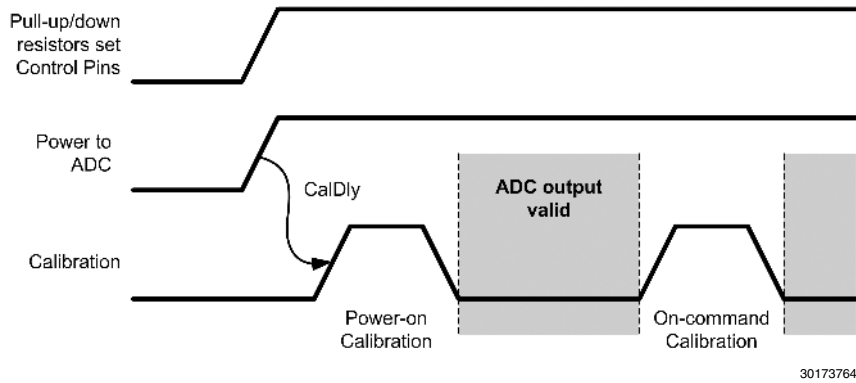 Pull-up/down
resistors set
Control Pins
Power to
ADC
CalDly
ADC output
valid
Calibration
Power-on
Calibration
On-command
Calibration
30173764